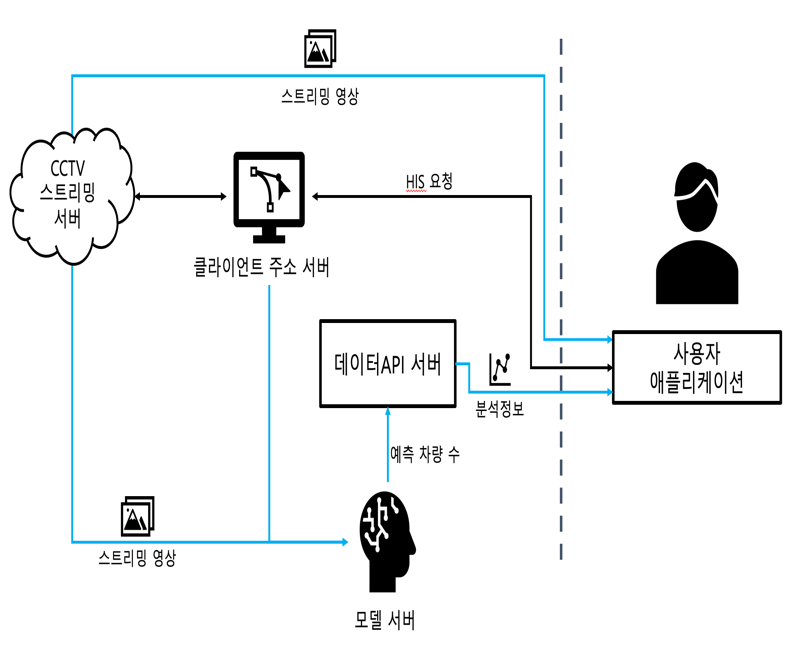 스트리밍 영상
CCTV
스트리밍
서버
HIS 요청
클라이언트 주소 서버
데이터API 서버
사용자
애플리케이션
분석정보
예측 차량 수
스트리밍 영상
모델 서버